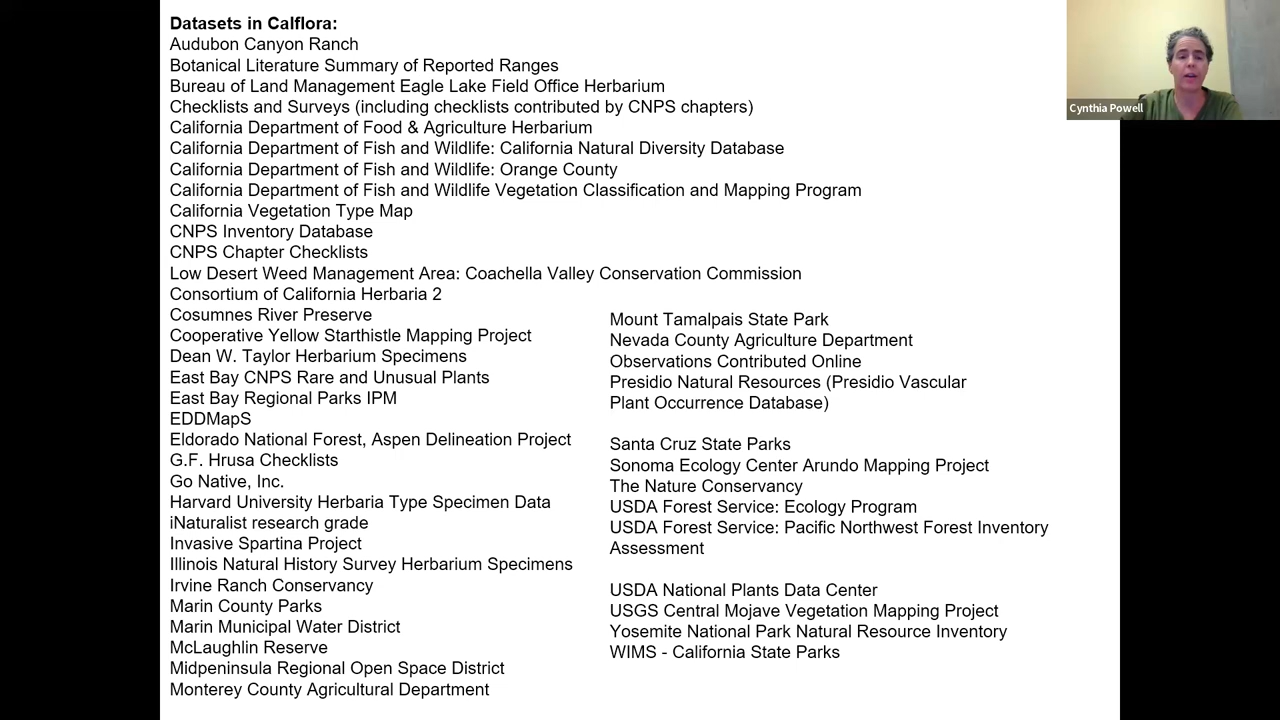 Datasets in Calflora:
Audubon Canyon Ranch
Botanical Literature Summary of Reported Ranges
Bureau of Land Management Eagle Lake Field Office Herbarium
Checklists and Surveys (including checklists contributed by CNPS chapters)
California Department of Food & Agriculture Herbarium
California Department of Fish and Wildlife: California Natural Diversity Database
California Department of Fish and Wildlife: Orange County
California Department of Fish and Wildlife Vegetation Classification and Mapping Program
California Vegetation Type Map
CNPS Inventory Database
CNPS Chapter Checklists
Low Desert Weed Management Area: Coachella Valley Conservation Commission
Consortium of California Herbaria 2
Cosumnes River Preserve
Cooperative Yellow Starthistle Mapping Project
Dean W. Taylor Herbarium Specimens
East Bay CNPS Rare and Unusual Plants
East Bay Regional Parks IPM
EDDMapS
Eldorado National Forest, Aspen Delineation Project
G.F. Hrusa Checklists
Go Native, Inc.
Harvard University Herbaria Type Specimen Data
iNaturalist research grade
Invasive Spartina Project
Illinois Natural History Survey Herbarium Specimens
Irvine Ranch Conservancy
Marin County Parks
Marin Municipal Water District
McLaughlin Reserve
Midpeninsula Regional Open Space District
Monterey County Agricultural Department
Mount Tamalpais State Park
Nevada County Agriculture Department
Observations Contributed Online
Presidio Natural Resources (Presidio Vascular
Plant Occurrence Database)
Santa Cruz State Parks
Sonoma Ecology Center Arundo Mapping Project
The Nature Conservancy
USDA Forest Service: Ecology Program
USDA Forest Service: Pacific Northwest Forest Inventory
Assessment
USDA National Plants Data Center
USGS Central Mojave Vegetation Mapping Project
Yosemite National Park Natural Resource Inventory
WIMS - California State Parks
Cynthia Powell